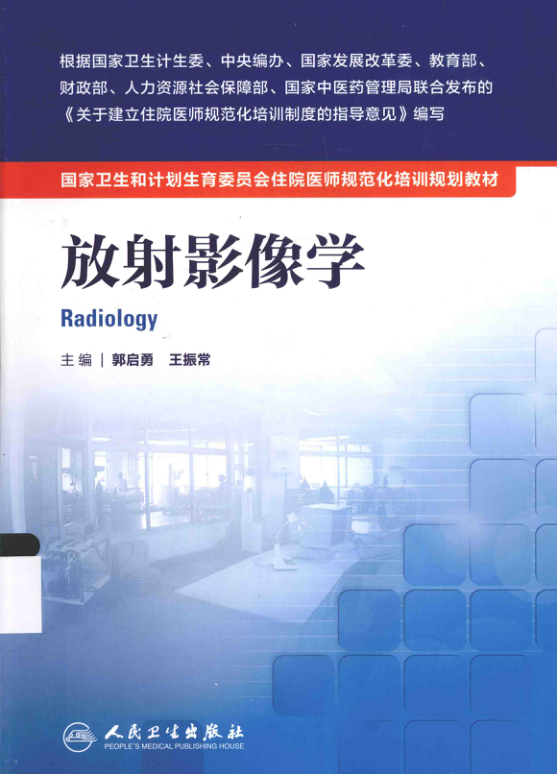 根据国家卫生计生委、中央编办、国家发展改革委、教育部、
财政部、人力资源社会保障部、国家中医药管理局联合发布的
《关于建立住院医师规范化培训制度的指导意见》编写
国家卫生和计划生育委员会住院医师规范化培训规划教材
放射影像学
Radiology
主编 | 郭启勇 王振常
人民卫生出版社
PEOPLE'S MEDICAL PUBLISHING HOUSE